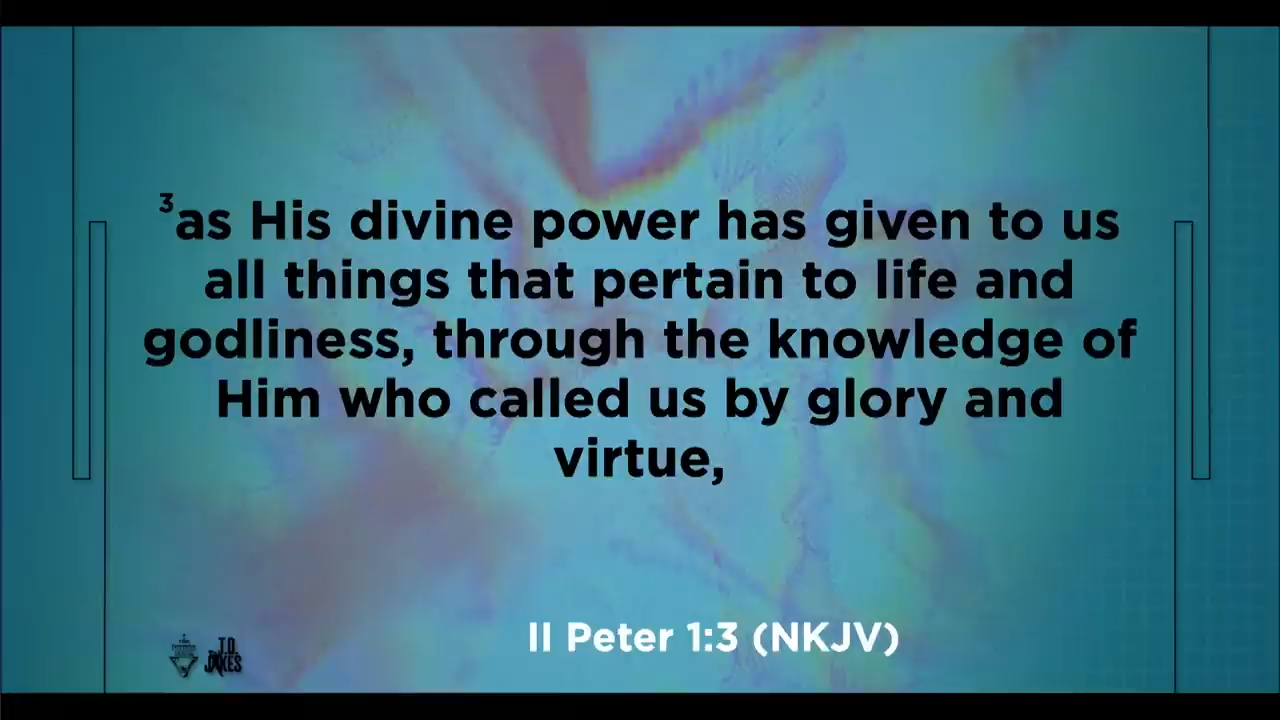 ³as His divine power has given to us
all things that pertain to life and
godliness, through the knowledge of
Him who called us by glory and
virtue,
II Peter 1:3 (NKJV)
T.D.
JAKES